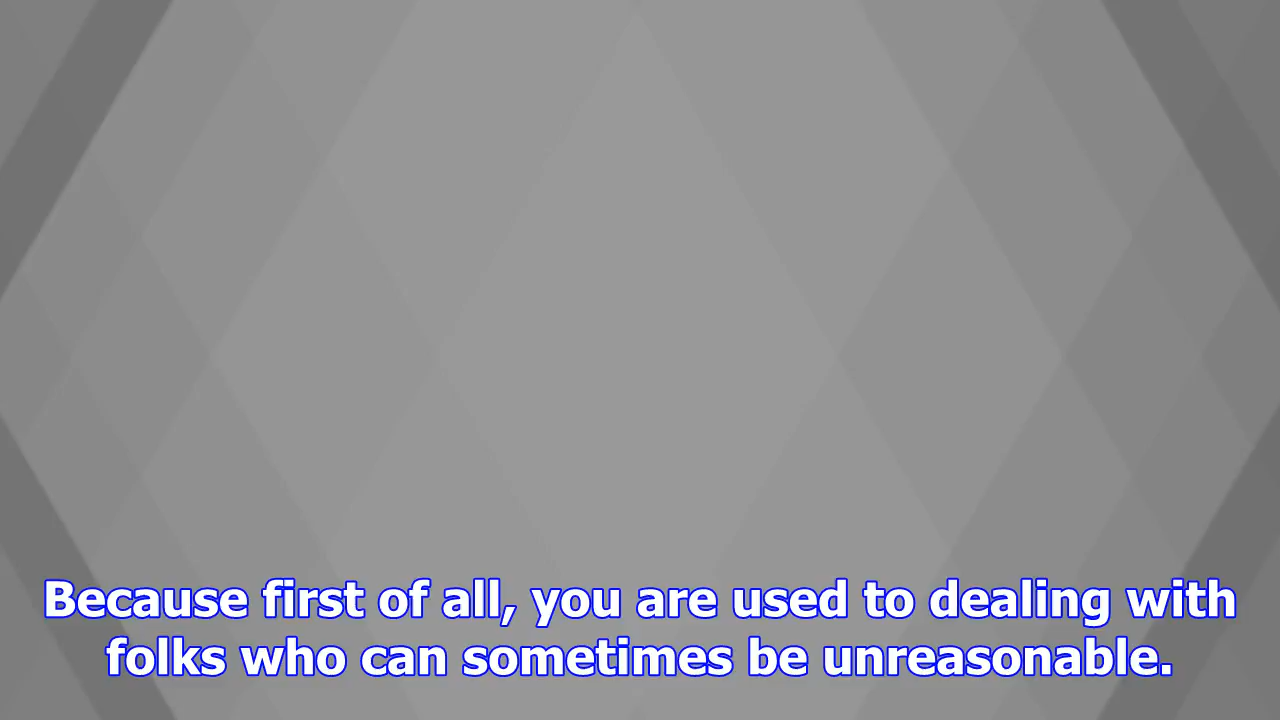 Because first of all, you are used to dealing with
folks who can sometimes be unreasonable.